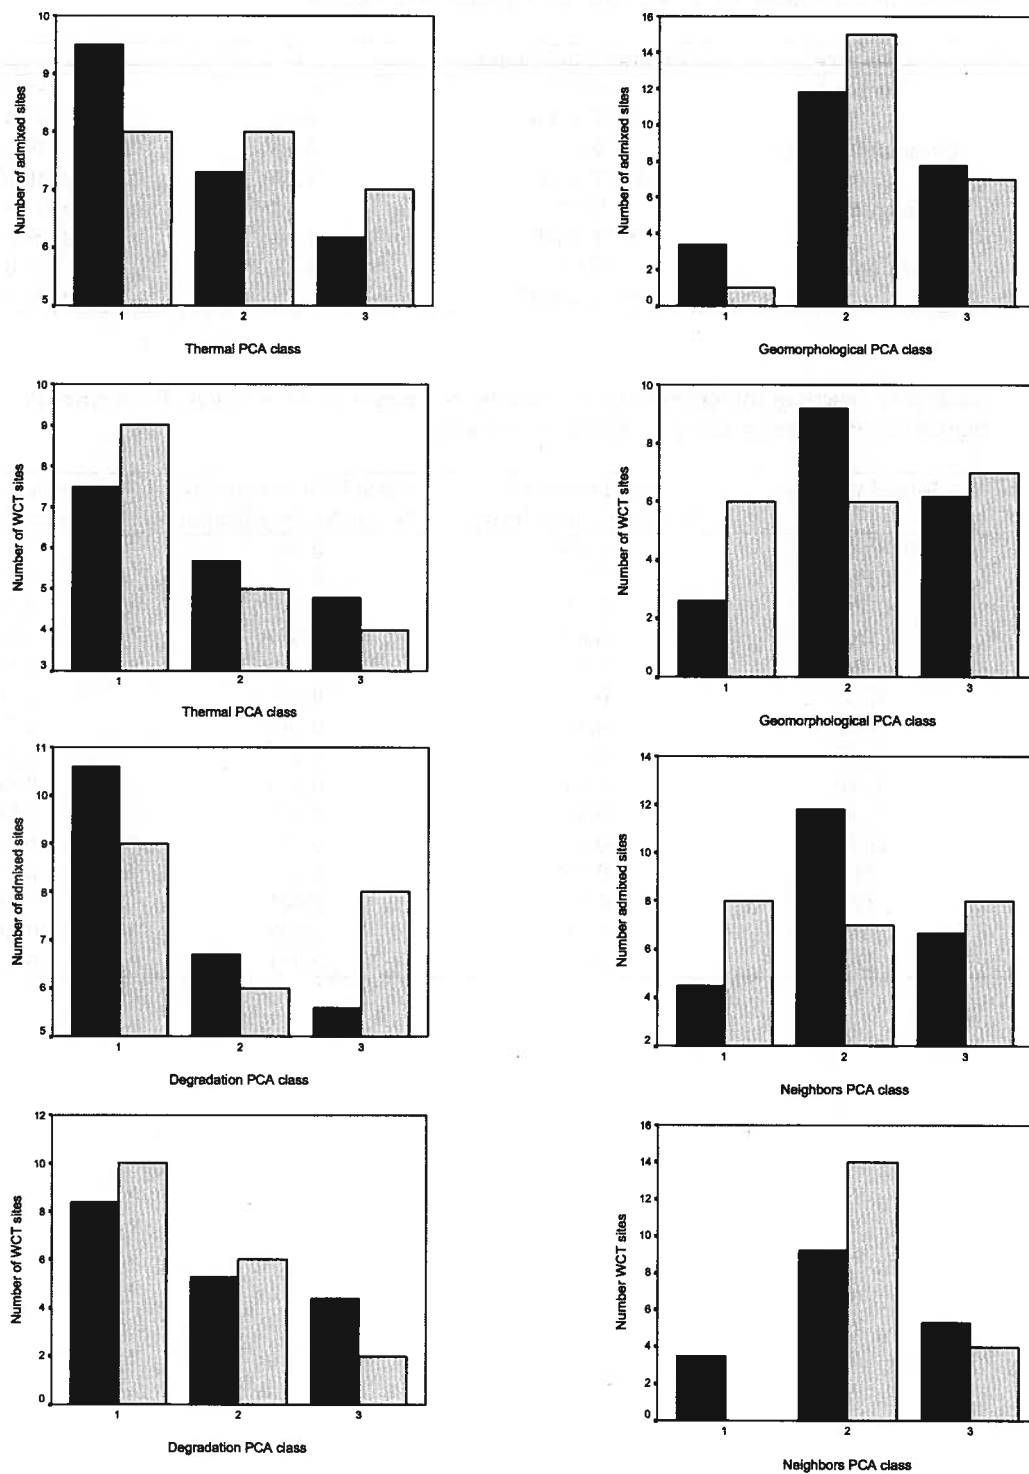 Number of admixed sites
10
9
8
7
6
5
1 2 3
Thermal PCA class
Number of admixed sites
16
14
12
10
8
6
4
2
0
1 2 3
Geomorphological PCA class
Number of WCT sites
10
9
8
7
6
5
4
3
1 2 3
Thermal PCA class
Number of WCT sites
10
8
6
4
2
0
1 2 3
Geomorphological PCA class
Number of admixed sites
11
10
9
8
7
6
5
1 2 3
Degradation PCA class
Number admixed sites
14
12
10
8
6
4
2
1 2 3
Neighbors PCA class
Number of WCT sites
12
10
8
6
4
2
0
1 2 3
Degradation PCA class
Number WCT sites
16
14
12
10
8
6
4
2
0
1 2 3
Neighbors PCA class